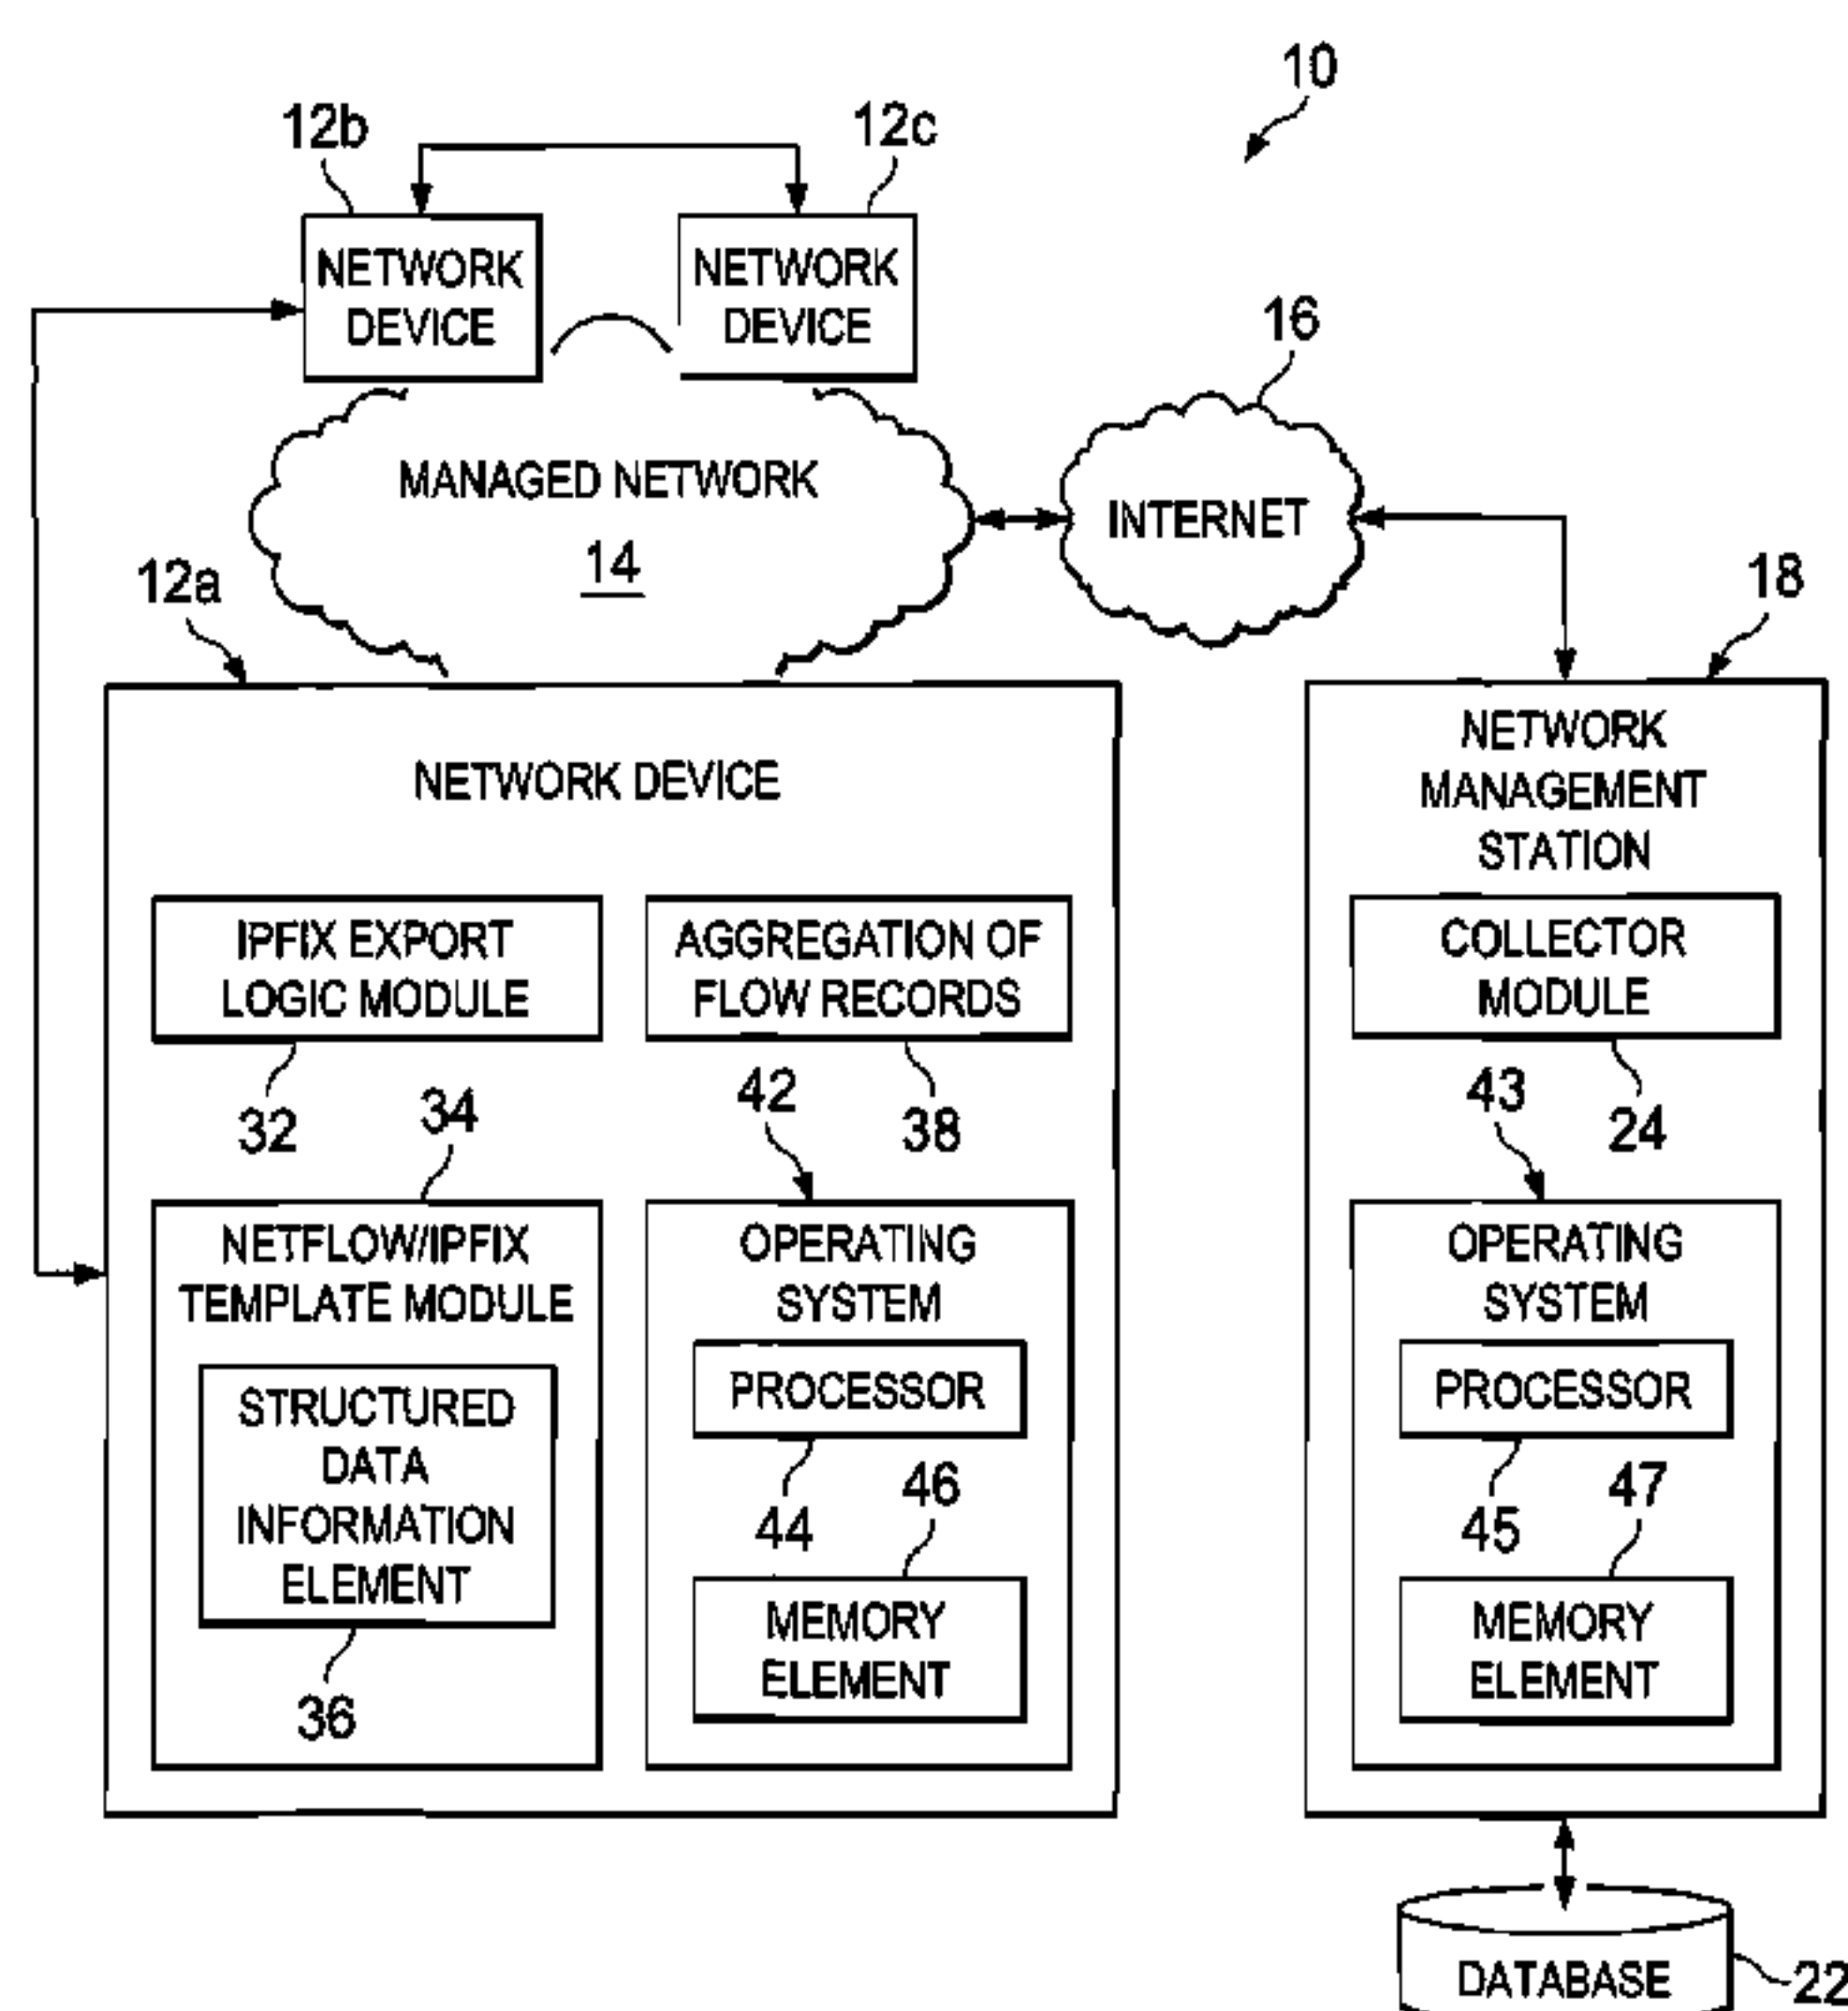 10
12b
12c
NETWORK
DEVICE
NETWORK
DEVICE
16
MANAGED NETWORK
14
INTERNET
12a
18
NETWORK DEVICE
IPFIX EXPORT
LOGIC MODULE
32
AGGREGATION OF
FLOW RECORDS
38
34
NETFLOW/IPFIX
TEMPLATE MODULE
STRUCTURED
DATA
INFORMATION
ELEMENT
36
42
OPERATING
SYSTEM
PROCESSOR
44
46
MEMORY
ELEMENT
NETWORK
MANAGEMENT
STATION
COLLECTOR
MODULE
24
43
OPERATING
SYSTEM
PROCESSOR
45
47
MEMORY
ELEMENT
DATABASE
22